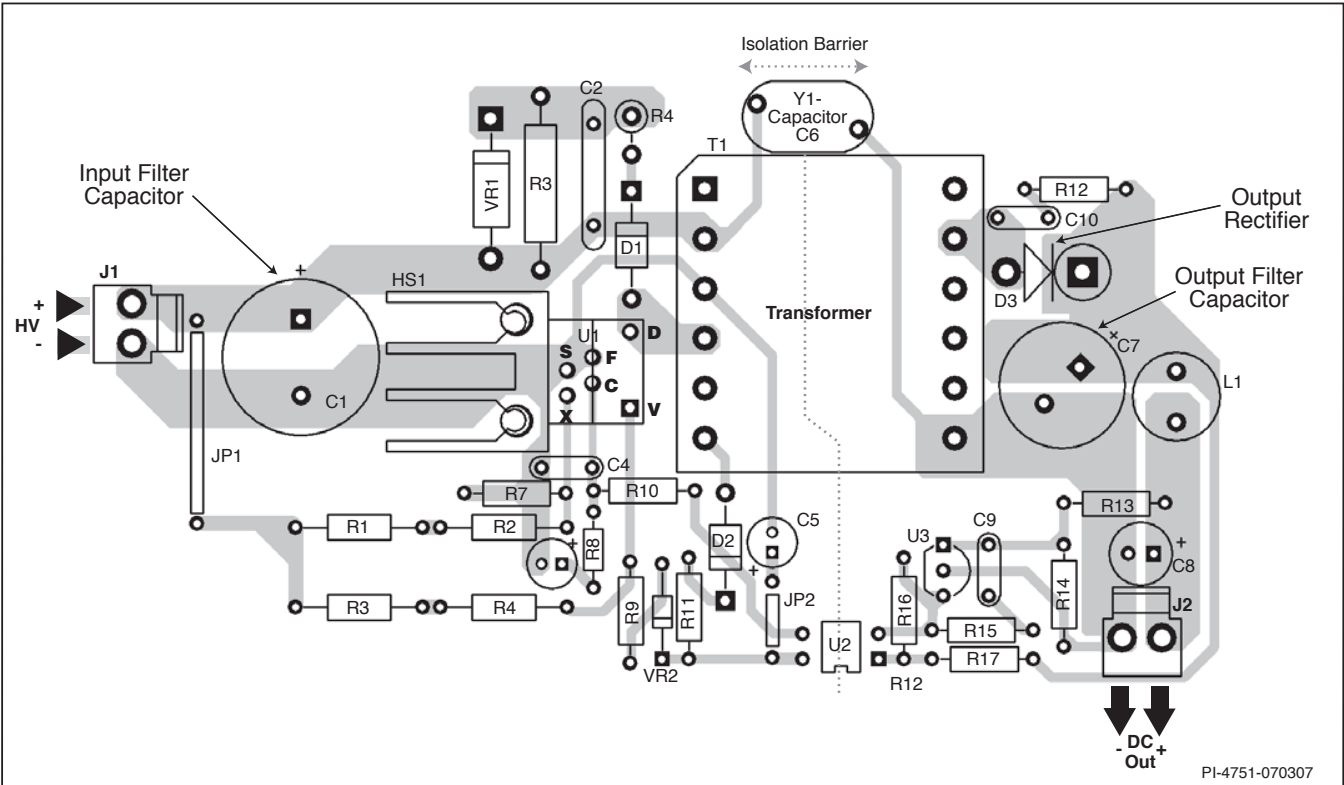 Isolation Barrier
Y1-
Capacitor
C6
C2
R4
T1
VR1
R3
Input Filter
Capacitor
R12
C10
Output
Rectifier
D1
J1
+
HS1
D3
Output Filter
Capacitor
+
HV
-
Transformer
+
C7
U1
D
S
F
C
X
V
C1
L1
JP1
C4
R7
R10
R13
R1
R2
+
R8
D2
C5
+
U3
C9
+
C8
R14
J2
R3
R4
R9
R11
JP2
R16
U2
R15
R17
VR2
R12
- DC +
Out
PI-4751-070307